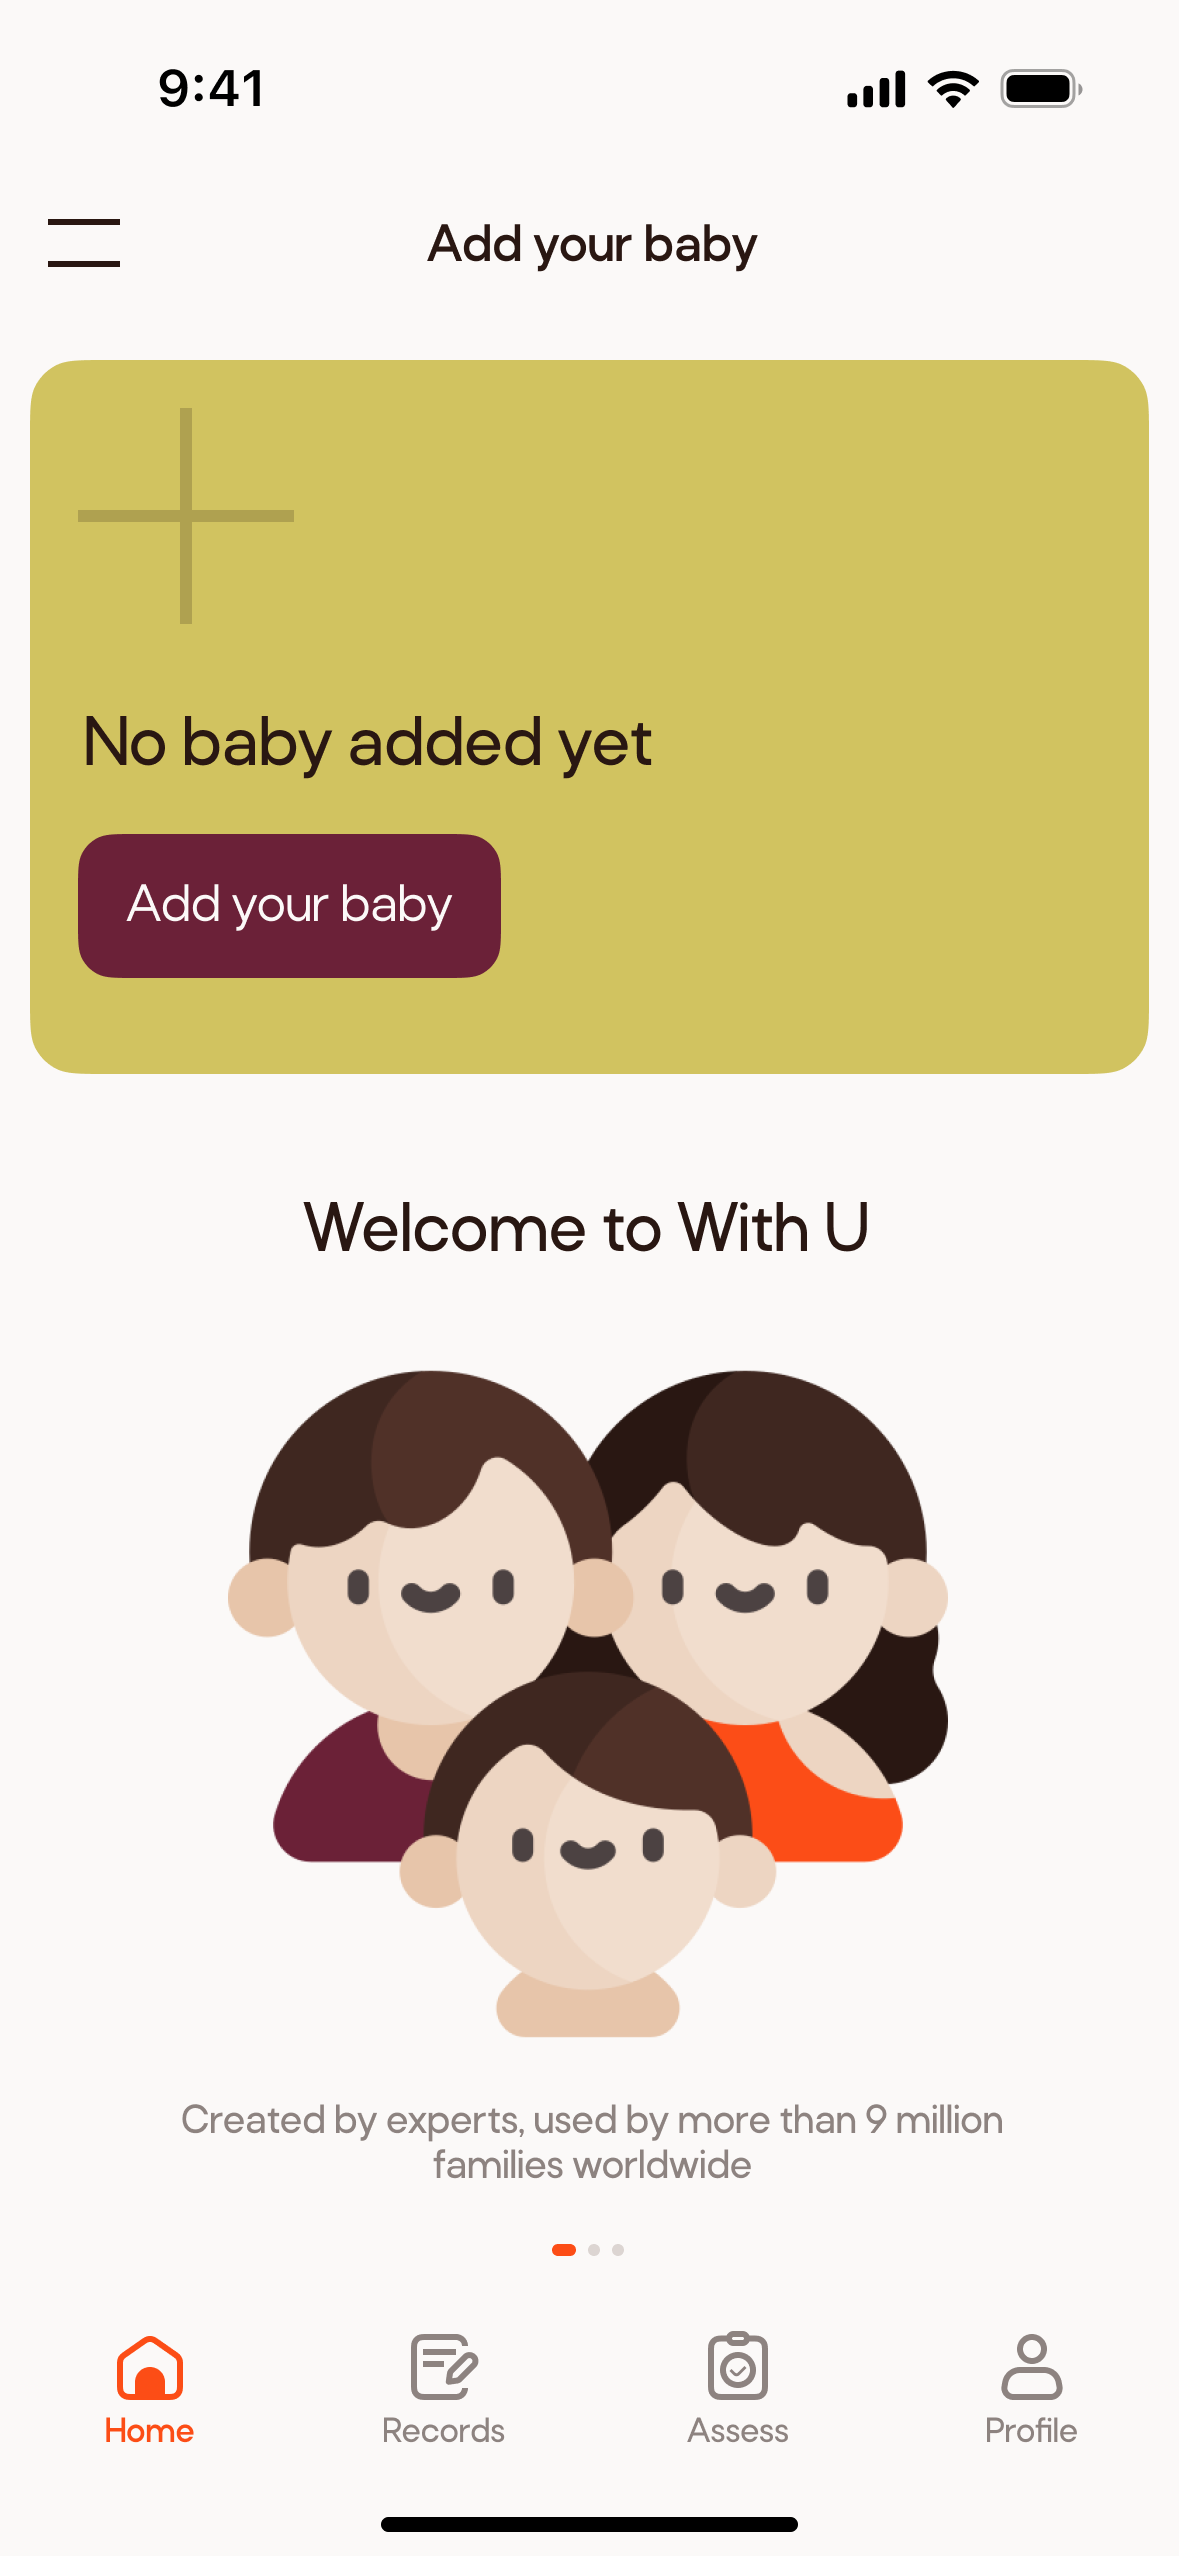 9:41
Add your baby
No baby added yet
Add your baby
Welcome to With U
Created by experts, used by more than 9 million
families worldwide
Home
Records
Assess
Profile